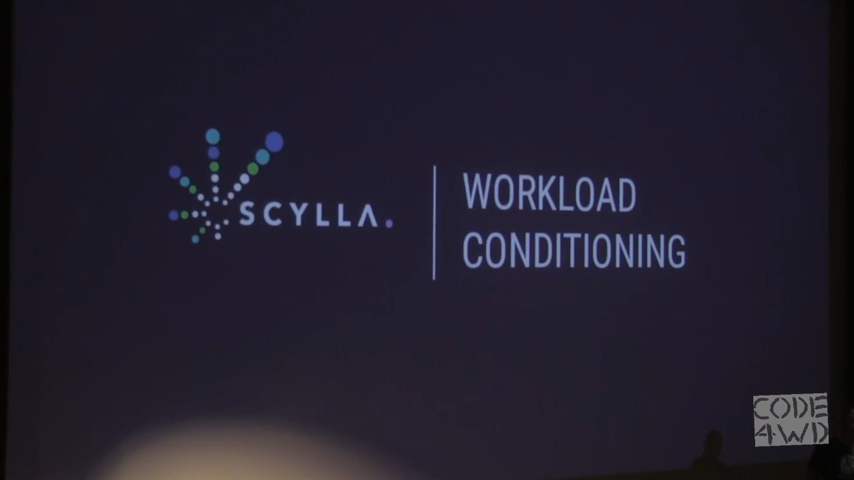 SCYLLA.
WORKLOAD
CONDITIONING
CODE
4WD